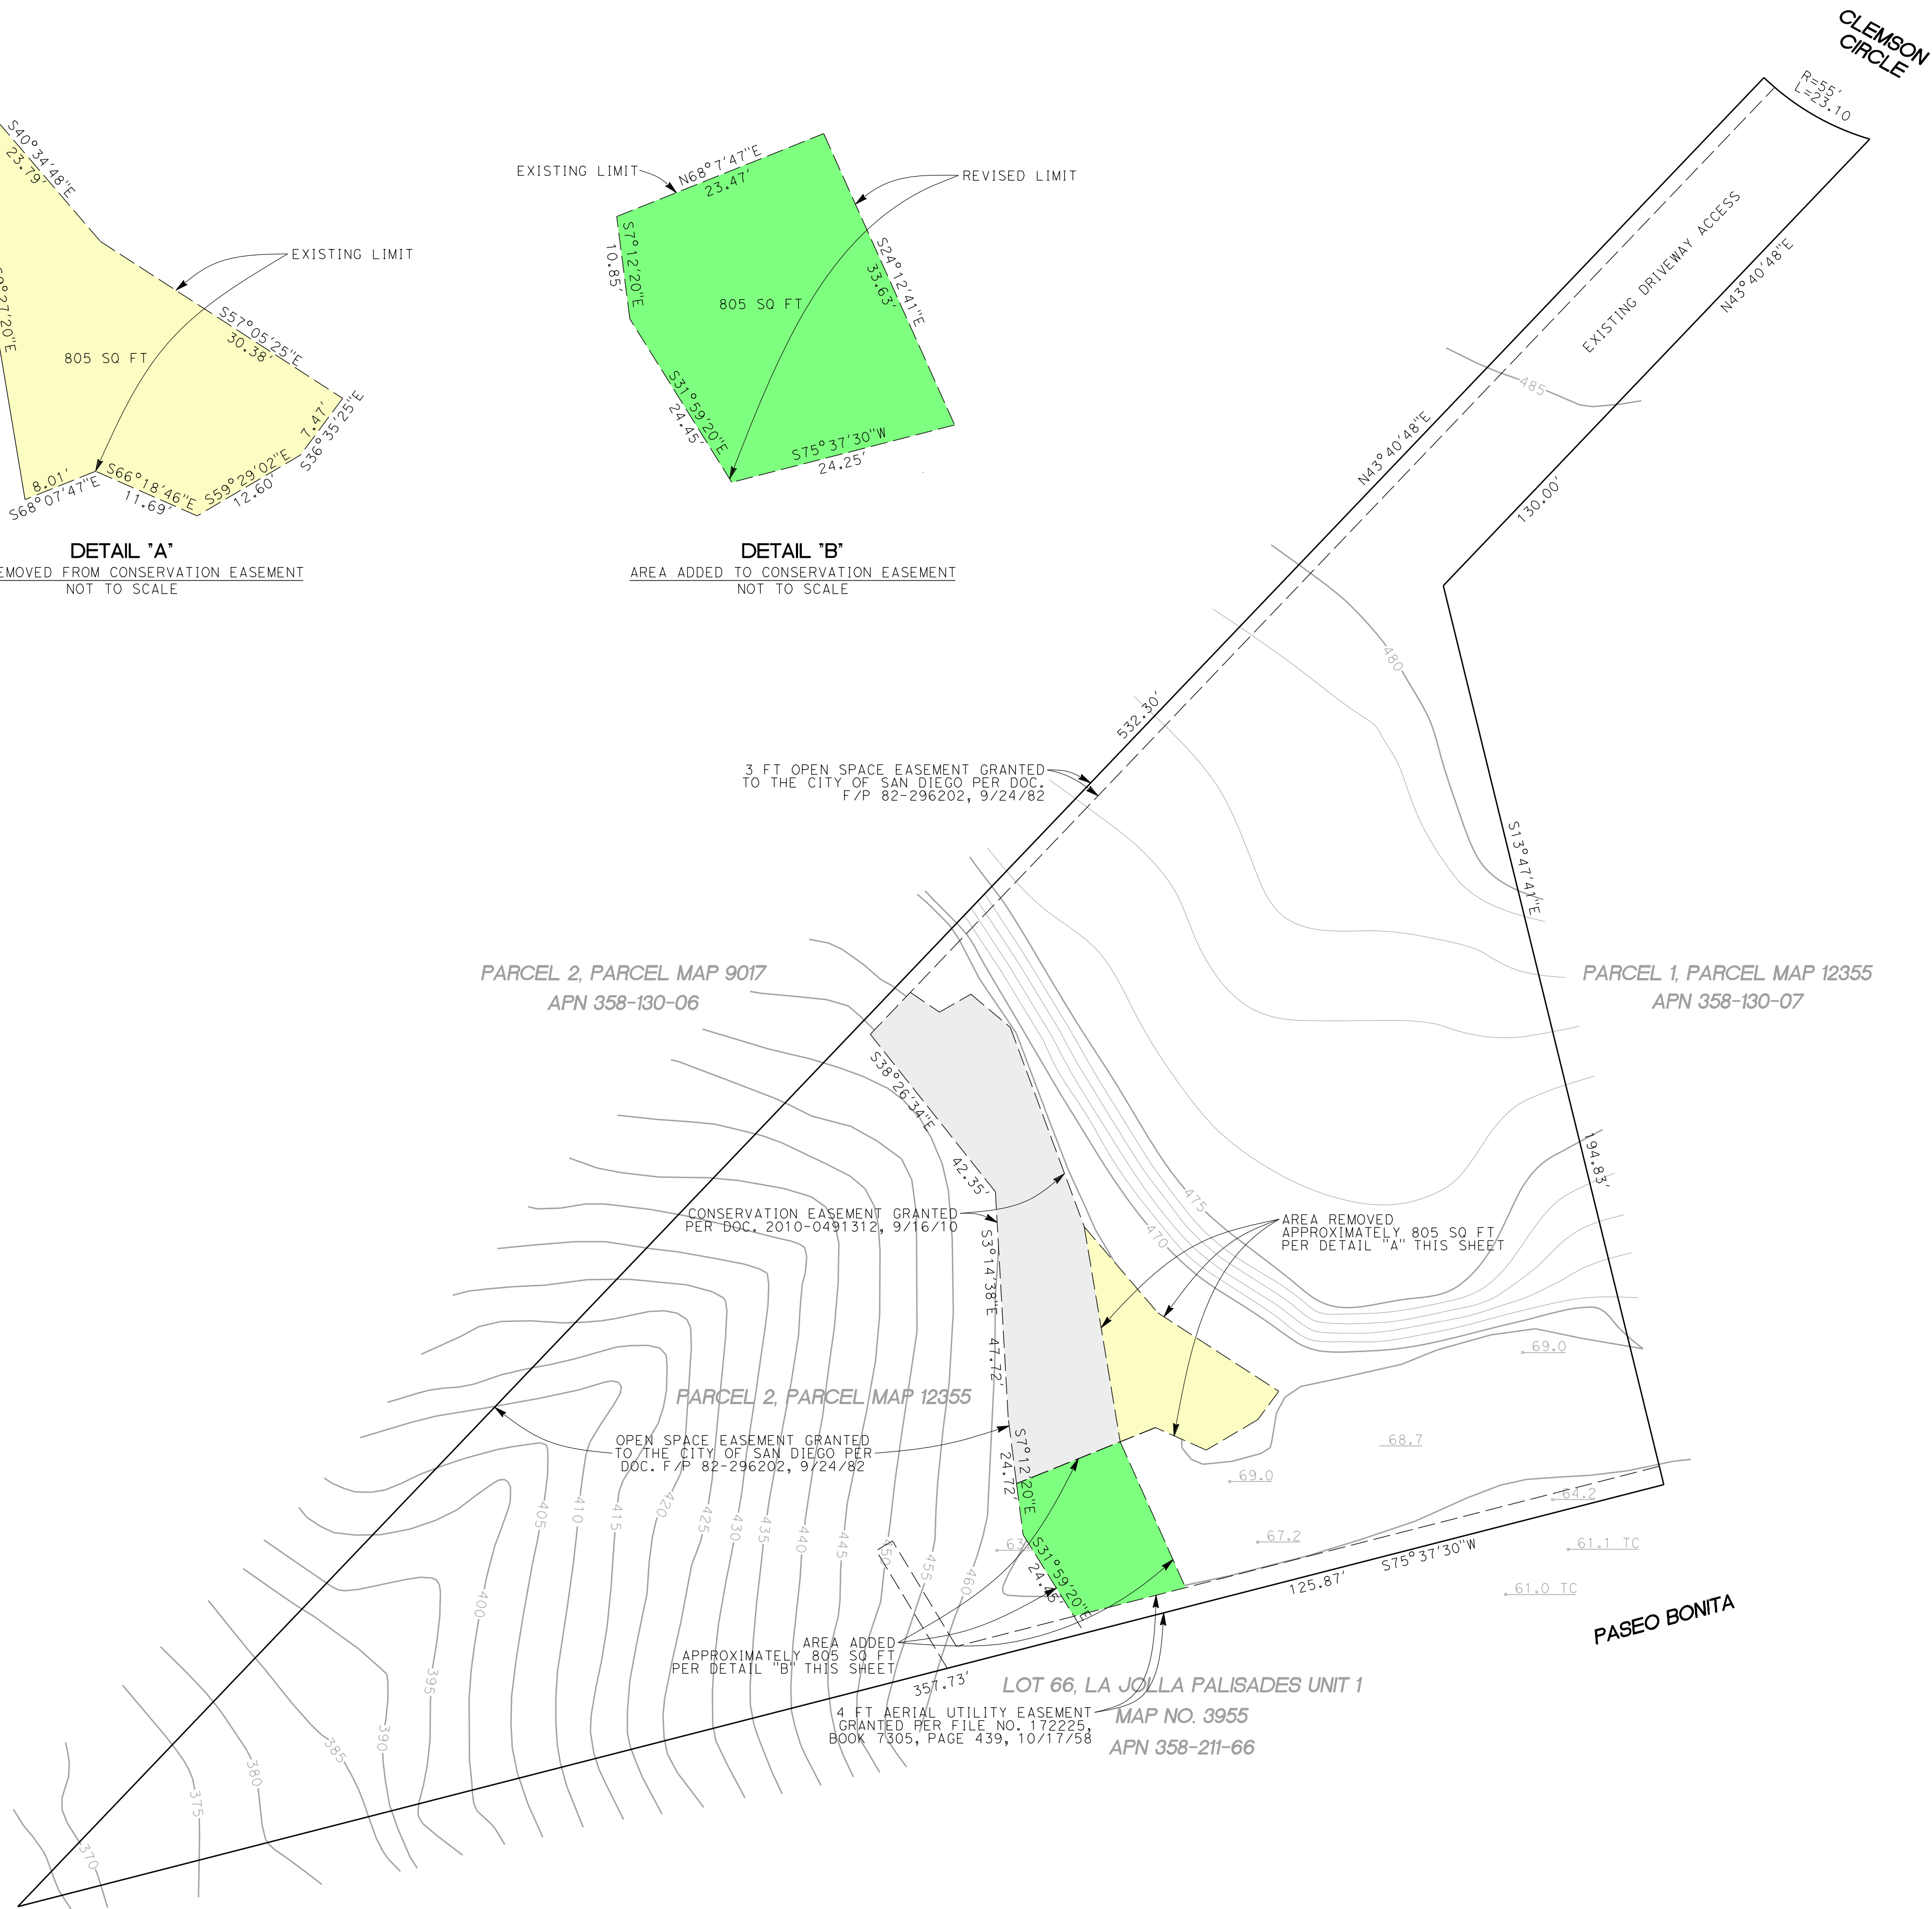 CLEMSON
CIRCLE
R=55'
L=23.10
S40°34'48"E
23.79'
EXISTING LIMIT
S57°05'25"E
30.38'
805 SQ FT
7.47'
S36°35'25"E
8.01'
S68°07'47"E
S66°18'46"E
11.69'
S59°29'02"E
12.60'
DETAIL "A"
CONSERVATION EASEMENT
NOT TO SCALE
EXISTING LIMIT
N68°7'47"E
23.47'
REVISED LIMIT
S7°12'20"E
10.85'
S24°12'41"E
33.63'
805 SQ FT
S31°59'20"E
24.45'
S75°37'30"W
24.25'
DETAIL "B"
AREA ADDED TO CONSERVATION EASEMENT
NOT TO SCALE
EXISTING DRIVEWAY ACCESS
N43°40'48"E
485
N43°40'48"E
130.00'
480
532.30'
3 FT OPEN SPACE EASEMENT GRANTED
TO THE CITY OF SAN DIEGO PER DOC.
F/P 82-296202, 9/24/82
S13°47'41"E
194.83'
PARCEL 2, PARCEL MAP 9017
APN 358-130-06
PARCEL 1, PARCEL MAP 12355
APN 358-130-07
S38°26'34"E
42.35'
475
470
CONSERVATION EASEMENT GRANTED
PER DOC. 2010-0491312, 9/16/10
AREA REMOVED
APPROXIMATELY 805 SQ FT
PER DETAIL "A" THIS SHEET
S3°14'38"E
47.72'
69.0
PARCEL 2, PARCEL MAP 12355
OPEN SPACE EASEMENT GRANTED
TO THE CITY OF SAN DIEGO PER
DOC. F/P 82-296202, 9/24/82
S7°12'20"E
24.72'
68.7
69.0
64.2
67.2
61.1 TC
61.0 TC
S31°59'20"E
24.45'
405
410
415
420
425
430
435
440
445
455
460
400
395
390
385
380
375
370
125.87'
S75°37'30"W
PASEO BONITA
AREA ADDED
APPROXIMATELY 805 SQ FT
PER DETAIL "B" THIS SHEET
357.73'
LOT 66, LA JOLLA PALISADES UNIT 1
MAP NO. 3955
APN 358-211-66
4 FT AERIAL UTILITY EASEMENT
GRANTED PER FILE NO. 172225,
BOOK 7305, PAGE 439, 10/17/58